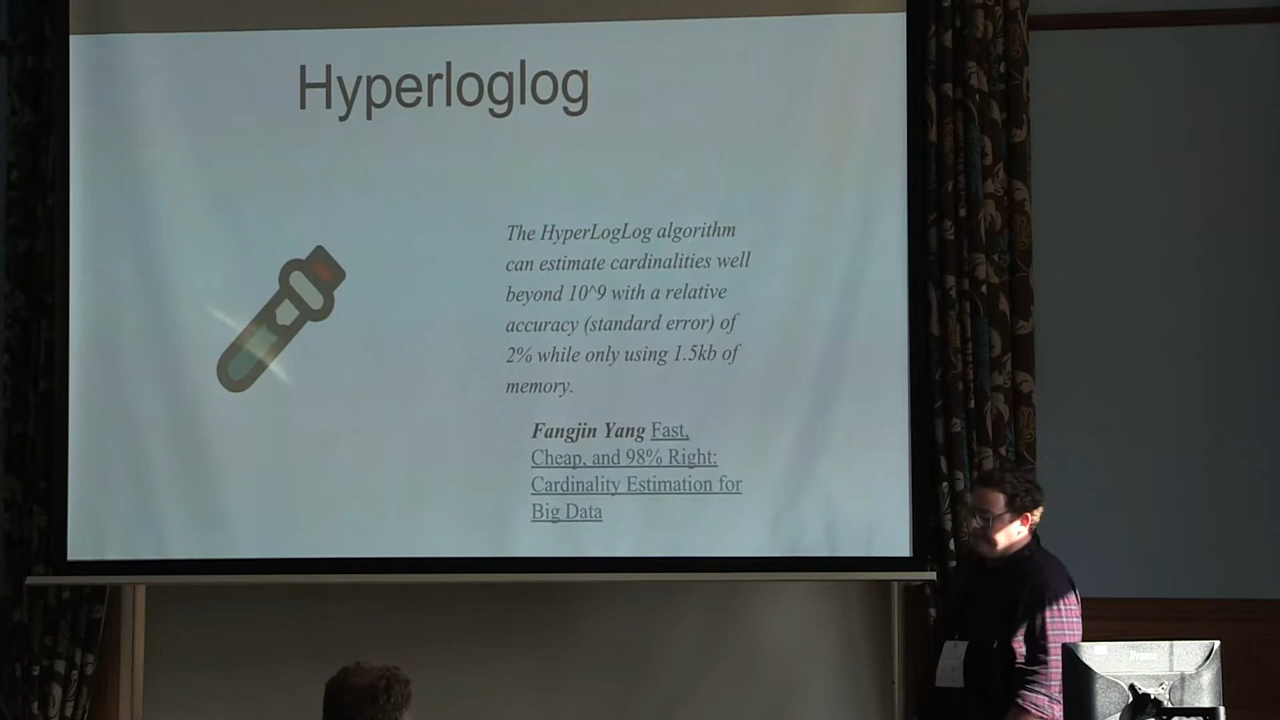 Hyperloglog
The HyperLogLog algorithm
can estimate cardinalities well
beyond 10^9 with a relative
accuracy (standard error) of
2% while only using 1.5kb of
memory.
Fangjin Yang Fast,
Cheap, and 98% Right:
Cardinality Estimation for
Big Data